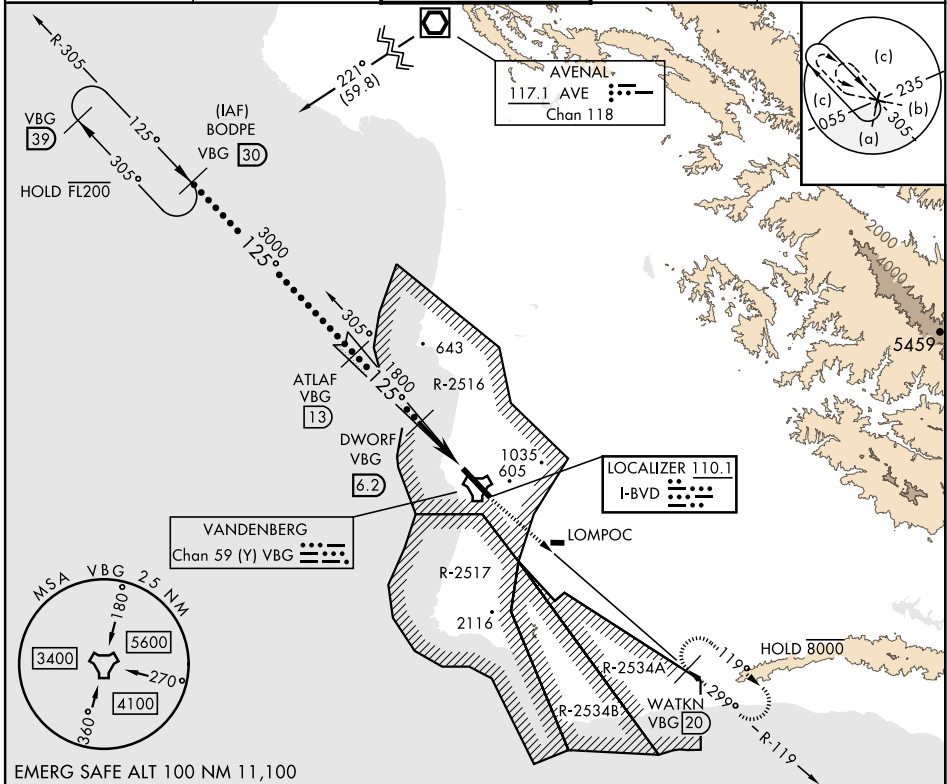 R-305
VBG
39
125°
305°
HOLD FL200
(IAF)
BODPE
VBG 30
221°
(59.8)
AVENAL
117.1 AVE
Chan 118
(c)
235
(c)
(b)
055
305
(a)
3000
125°
2000
4000
5459
305°
643
ATLAF
VBG
13
1800
125°
R-2516
DWORF
VBG
6.2
1035
605
LOCALIZER 110.1
I-BVD
VANDENBERG
Chan 59 (Y) VBG
LOMPOC
R-2517
2116
MSA VBG 25 NM
180°
3400
5600
270°
4100
360°
R-2534A
R-2534B
WATKN
VBG 20
119°
299°
HOLD 8000
R-119
EMERG SAFE ALT 100 NM 11,100